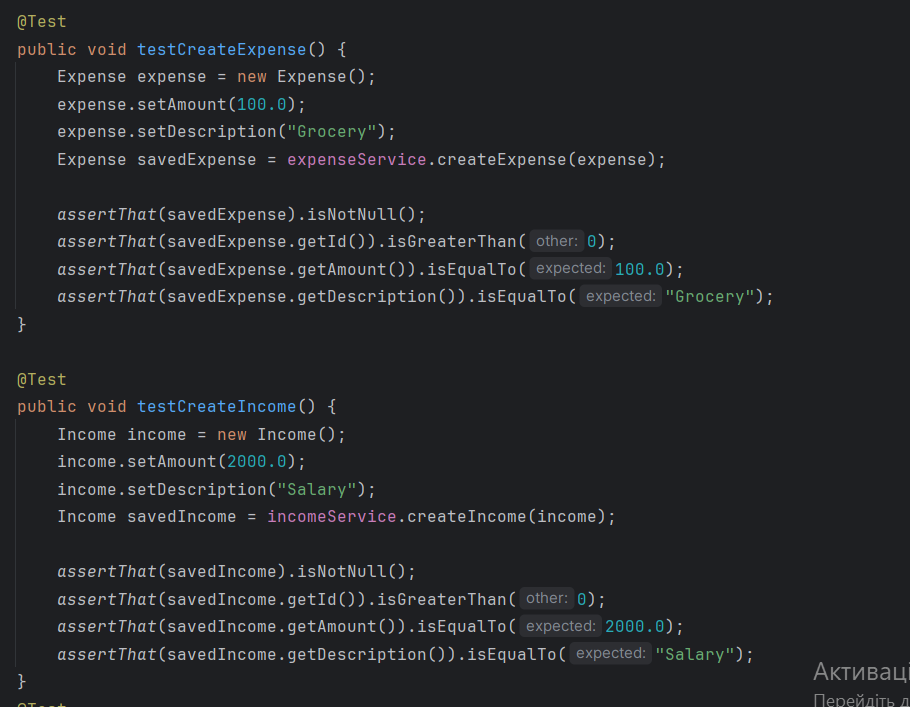 @Test
public void testCreateExpense() {
    Expense expense = new Expense();
    expense.setAmount(100.0);
    expense.setDescription("Grocery");
    Expense savedExpense = expenseService.createExpense(expense);

    assertThat(savedExpense).isNotNull();
    assertThat(savedExpense.getId()).isGreaterThan( other: 0);
    assertThat(savedExpense.getAmount()).isEqualTo( expected: 100.0);
    assertThat(savedExpense.getDescription()).isEqualTo( expected: "Grocery");
}

@Test
public void testCreateIncome() {
    Income income = new Income();
    income.setAmount(2000.0);
    income.setDescription("Salary");
    Income savedIncome = incomeService.createIncome(income);

    assertThat(savedIncome).isNotNull();
    assertThat(savedIncome.getId()).isGreaterThan( other: 0);
    assertThat(savedIncome.getAmount()).isEqualTo( expected: 2000.0);
    assertThat(savedIncome.getDescription()).isEqualTo( expected: "Salary");
}
Активаці
Перейдіть д
@Test